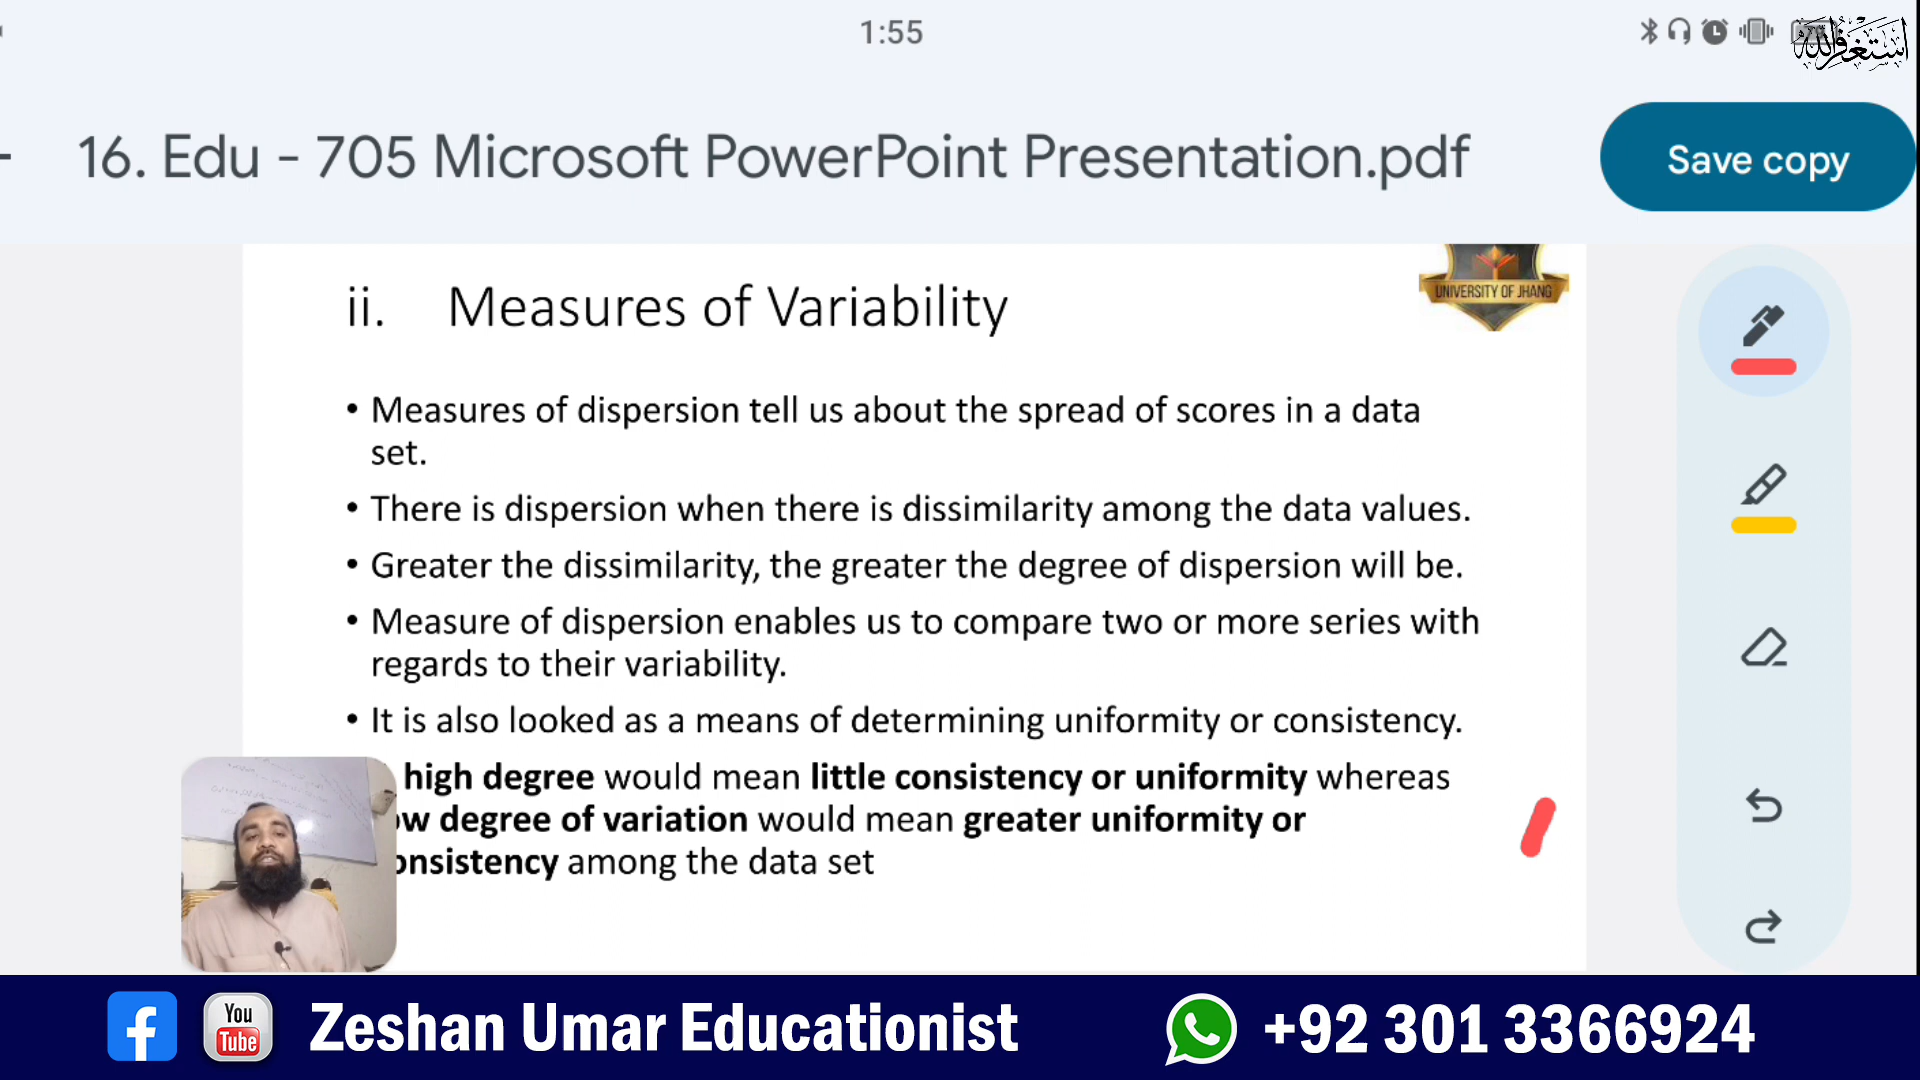 1:55
استغفر الله
16. Edu - 705 Microsoft PowerPoint Presentation.pdf
Save copy
UNIVERSITY OF JHANG
ii. Measures of Variability
• Measures of dispersion tell us about the spread of scores in a data
set.
• There is dispersion when there is dissimilarity among the data values.
• Greater the dissimilarity, the greater the degree of dispersion will be.
• Measure of dispersion enables us to compare two or more series with
regards to their variability.
• It is also looked as a means of determining uniformity or consistency.
high degree would mean little consistency or uniformity whereas
ow degree of variation would mean greater uniformity or
onsistency among the data set
f You Tube Zeshan Umar Educationist +92 301 3366924